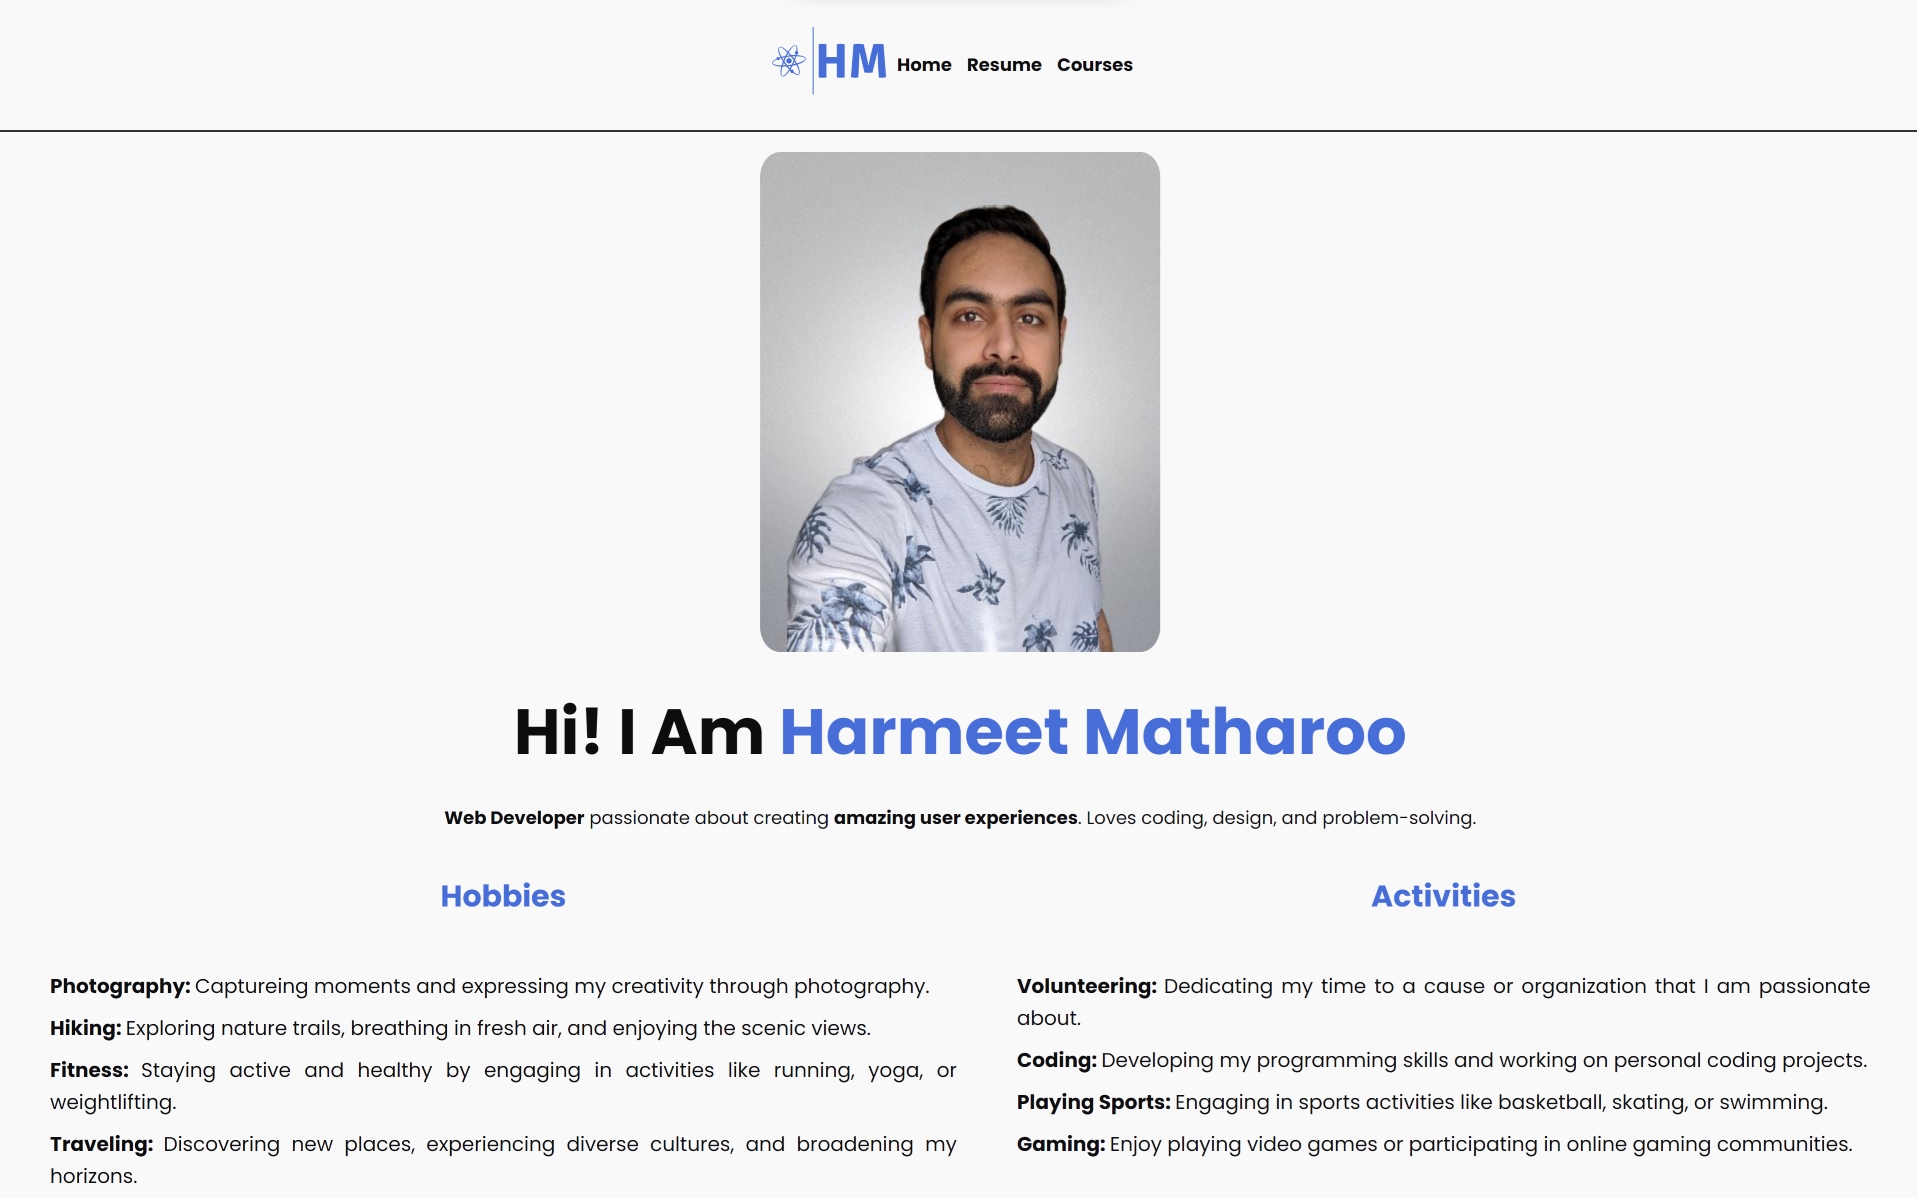 HM Home Resume Courses
Hi! I Am Harmeet Matharoo
Web Developer passionate about creating amazing user experiences. Loves coding, design, and problem-solving.
Hobbies
Photography: Captureing moments and expressing my creativity through photography.
Hiking: Exploring nature trails, breathing in fresh air, and enjoying the scenic views.
Fitness: Staying active and healthy by engaging in activities like running, yoga, or
weightlifting.
Traveling: Discovering new places, experiencing diverse cultures, and broadening my
horizons.
Activities
Volunteering: Dedicating my time to a cause or organization that I am passionate
about.
Coding: Developing my programming skills and working on personal coding projects.
Playing Sports: Engaging in sports activities like basketball, skating, or swimming.
Gaming: Enjoy playing video games or participating in online gaming communities.